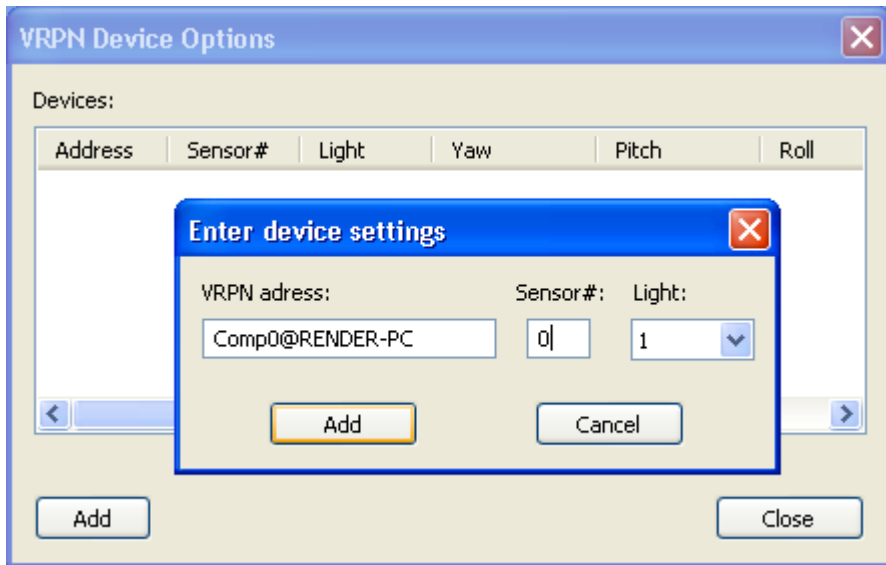 VRPN Device Options
Devices:
Address Sensor# Light Yaw Pitch Roll
Enter device settings
VRPN adress: Sensor#: Light:
Comp0@RENDER-PC 0 1
Add Cancel
Add Close